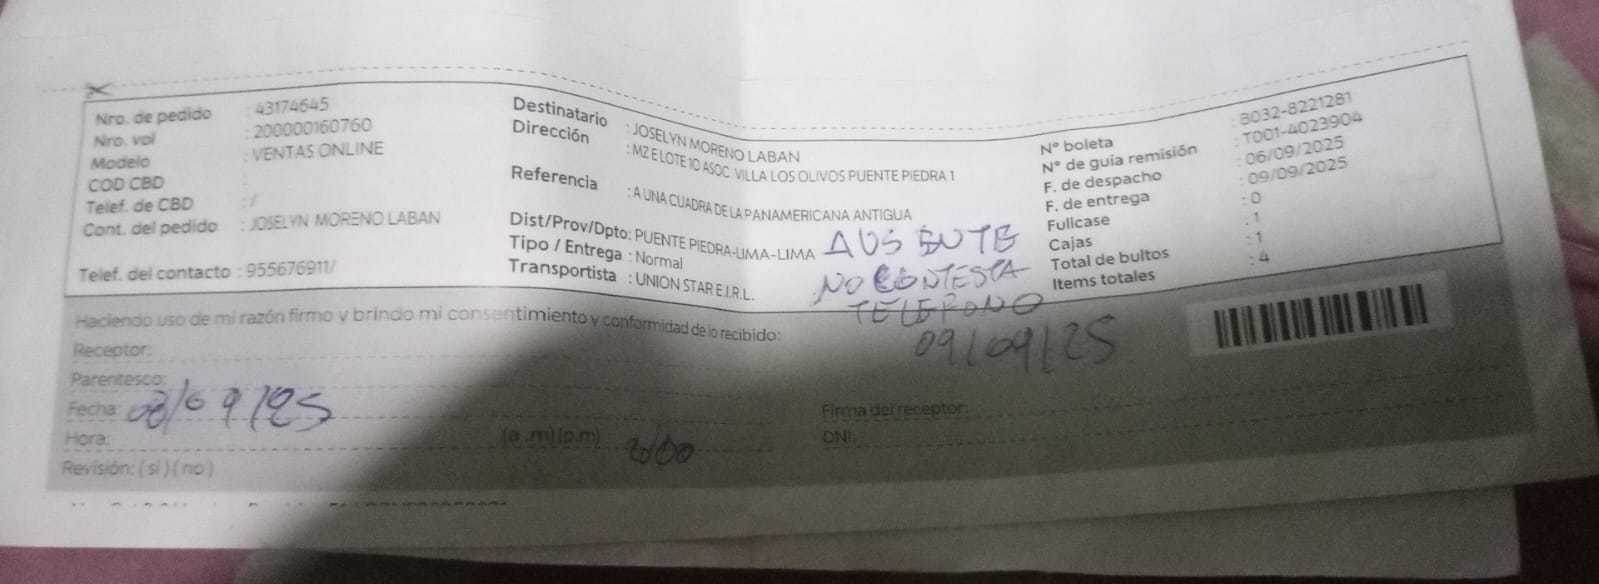 Nro. de pedido : 43174645
Nro. vol : 200000160760
Modelo : VENTAS ONLINE
COD CBD :
Telef. de CBD : /
Cont. del pedido : JOSELYN MORENO LABAN
Telef. del contacto : 955676911/
Destinatario : JOSELYN MORENO LABAN
Dirección : MZ E LOTE 10 ASOC. VILLA LOS OLIVOS PUENTE PIEDRA 1
Referencia : A UNA CUADRA DE LA PANAMERICANA ANTIGUA
Dist/Prov/Dpto: PUENTE PIEDRA-LIMA-LIMA
Tipo / Entrega : Normal
Transportista : UNION STAR E.I.R.L.
AUSENTE
NO CONTESTA
TELEFONO
09/09/25
N° boleta : B032-8221281
N° de guía remisión : T001-4023904
F. de despacho : 06/09/2025
F. de entrega : 09/09/2025
Fullcase : 0
Cajas : 1
Total de bultos : 1
Items totales : 4
Haciendo uso de mi razón firmo y brindo mi consentimiento y conformidad de lo recibido:
Receptor:
Parentesco:
Fecha: 08/09/25
Hora: (a .m) (p.m)
Revisión: ( si ) ( no )
Firma del receptor:
DNI: